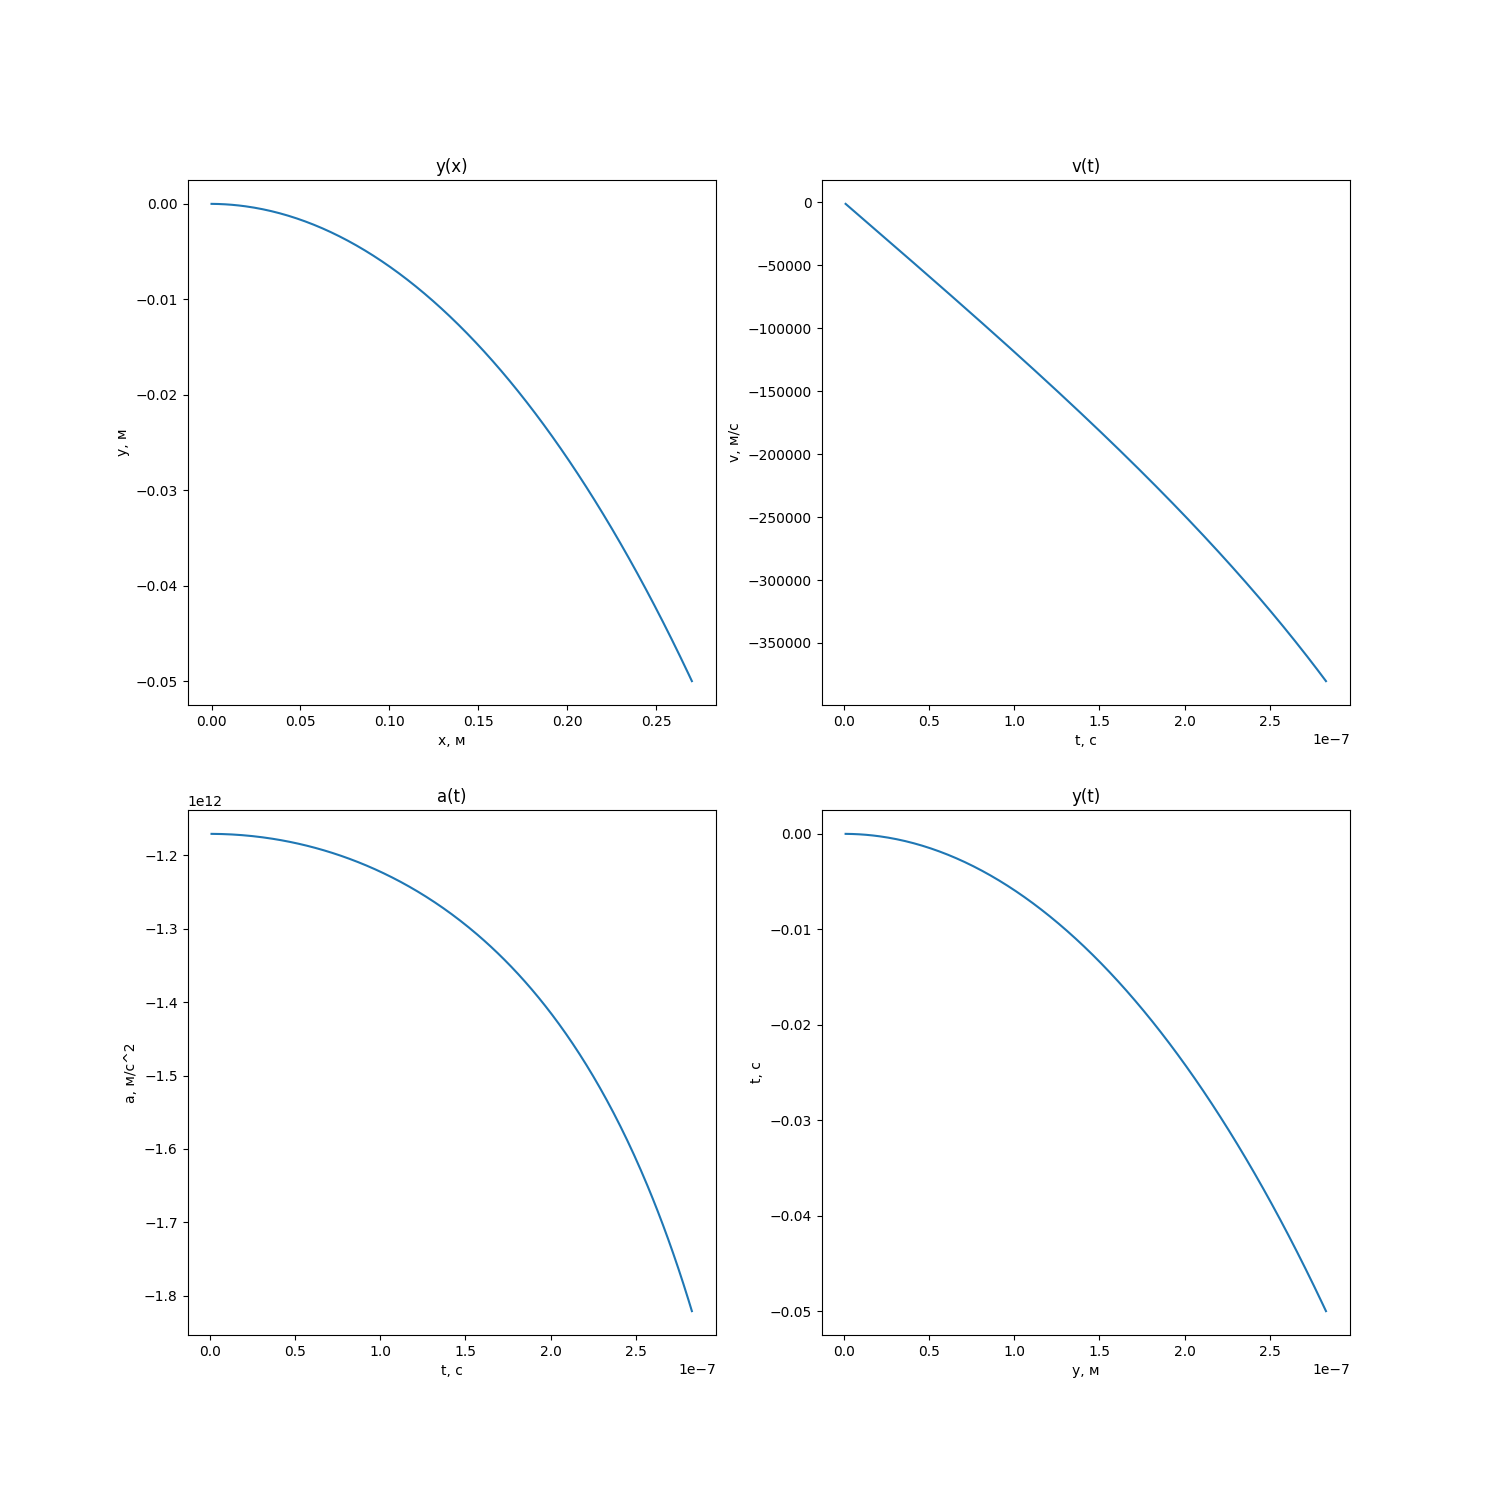 y(x)
0.00
−0.01
−0.02
−0.03
−0.04
−0.05
y, м
0.00 0.05 0.10 0.15 0.20 0.25
x, м
v(t)
0
−50000
−100000
−150000
−200000
−250000
−300000
−350000
v, м/с
0.0 0.5 1.0 1.5 2.0 2.5
t, с
1e−7
a(t)
1e12
−1.2
−1.3
−1.4
−1.5
−1.6
−1.7
−1.8
a, м/с^2
0.0 0.5 1.0 1.5 2.0 2.5
t, с
1e−7
y(t)
0.00
−0.01
−0.02
−0.03
−0.04
−0.05
t, с
0.0 0.5 1.0 1.5 2.0 2.5
y, м
1e−7